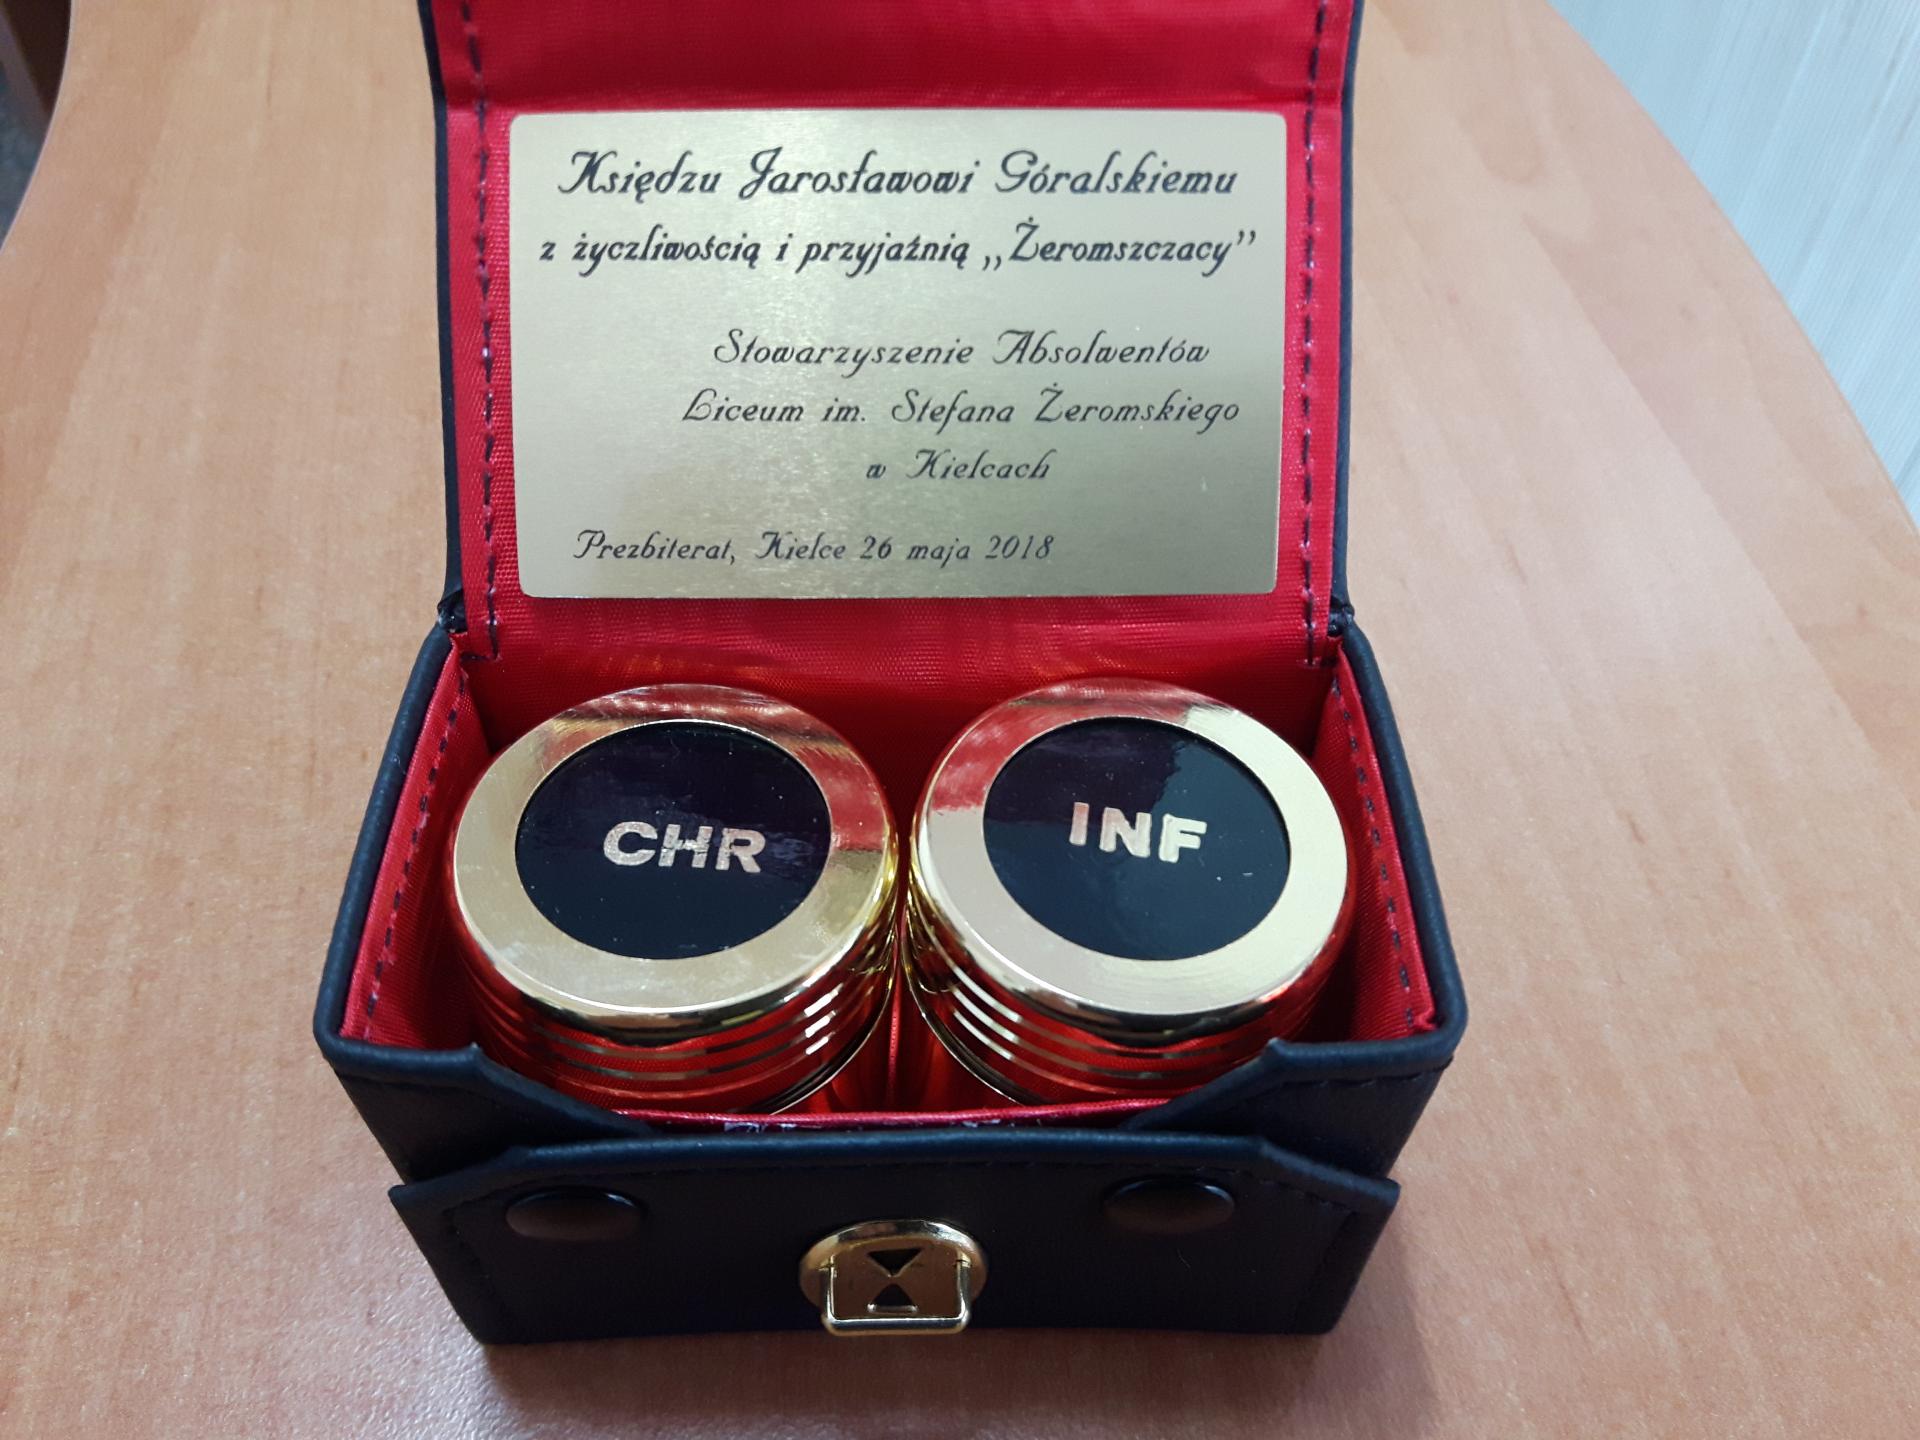 Księdzu Jarosławowi Góralskiemu
z życzliwością i przyjaźnią „Żeromszczacy”
Stowarzyszenie Absolwentów
Liceum im. Stefana Żeromskiego
w Kielcach
Prezbiterat, Kielce 26 maja 2018
CHR
INF